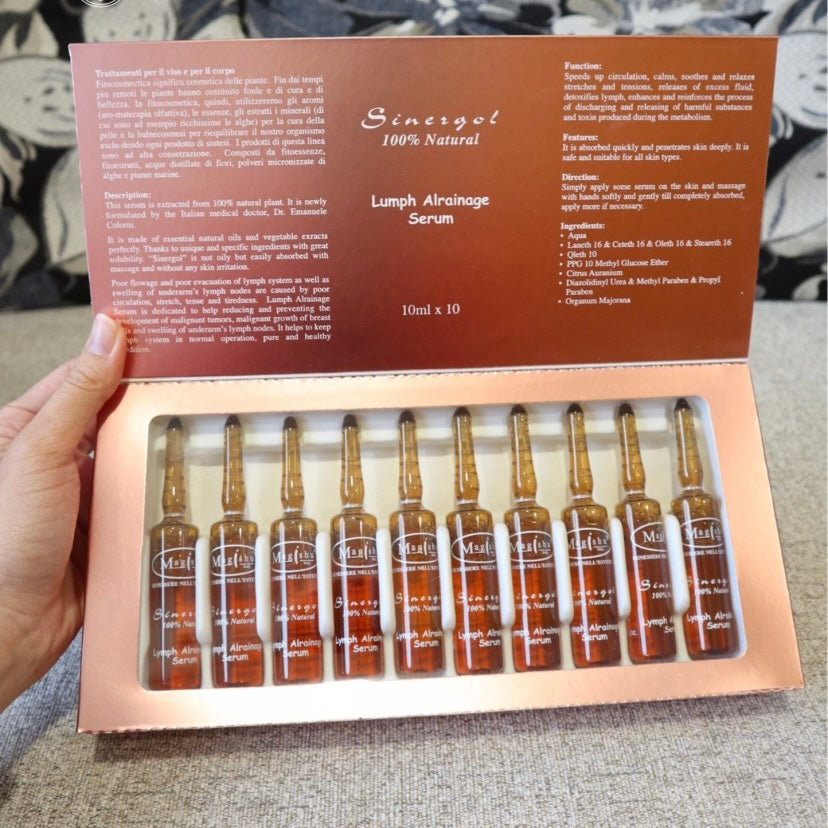 Trattamenti per il viso e per il corpo
Fitocosmectica significa cosmetica delle piante. Fin dai tempi
piu remoti le piante hanno costituito fonle e di cura e di
bellezza. In fitocosmetica, quindi, utilizzeremo gli aromi
(aro-materapia olfattiva), le essenze, gli estratti i minerali (di
cui sono ad esempio ricchissime le alghe) per la cura della
pelle e la balneocosmesi per riequilibrare il nostro organismo
esclu-dendo ogni prodotto di sintesi. I prodotti di questa linea
sono ad alta consetrazione. Composti da fitoessenze,
fitoestratti, acque distillate di fiori, polveri micronizzate di
alghe e piante marine.
Description:
This serum is extracted from 100% natural plant. It is newly
formulated by the Italian medical doctor, Dr. Emanuele
Colorni.
It is made of essential natural oils and vegetable exracts
perfectly. Thanks to unique and specific ingredients with great
solubility. "Sinergol" is not oily but easily absorbed with
massage and without any skin irritation.
Poor flowage and poor evacuation of lymph system as well as
swelling of underarm's lymph nodes are caused by poor
circulation, stretch, tense and tiredness. Lumph Alrainage
Serum is dedicated to help reducing and preventing the
development of malignant tumors, malignant growth of breast
and swelling of underarm's lymph nodes. It helps to keep
system in normal operation, pure and healthy
Sinergol
100% Natural
Lumph Alrainage
Serum
10ml x 10
Function:
Speeds up circulation, calms, soothes and relaxes
stretches and tensions, releases of excess fluid,
detoxifies lymph, enhances and reinforces the process
of discharging and releasing of harmful substances
and toxin produced during the metabolism.
Features:
It is absorbed quickly and penetrates skin deeply. It is
safe and suitable for all skin types.
Direction:
Simply apply some serum on the skin and massage
with hands softly and gently till completely absorbed,
apply more if necessary.
Ingredients:
• Aqua
• Laneth 16 & Ceteth 16 & Oleth 16 & Steareth 16
• Qleth 10
• PPG 10 Methyl Glucose Ether
• Citrus Auranium
• Diazolidinyl Urea & Methyl Paraben & Propyl
Paraben
• Organum Majorana
Magishu
Sinergol
100% Natural
Lymph Alrainage
Serum